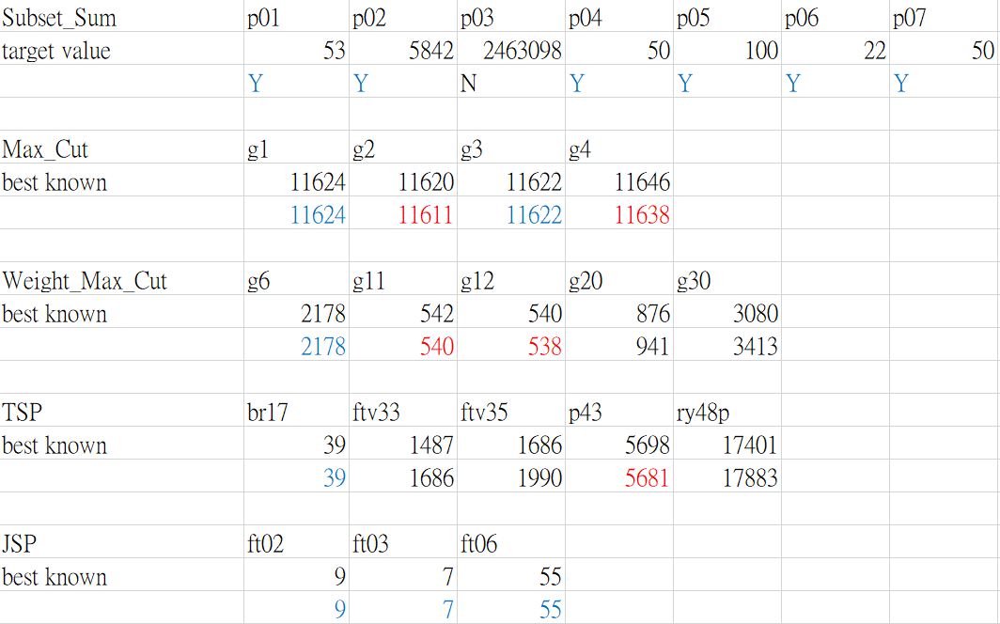 Subset_Sum p01 p02 p03 p04 p05 p06 p07
target value 53 5842 2463098 50 100 22 50
Y Y N Y Y Y Y
Max_Cut g1 g2 g3 g4
best known 11624 11620 11622 11646
11624 11611 11622 11638
Weight_Max_Cut g6 g11 g12 g20 g30
best known 2178 542 540 876 3080
2178 540 538 941 3413
TSP br17 ftv33 ftv35 p43 ry48p
best known 39 1487 1686 5698 17401
39 1686 1990 5681 17883
JSP ft02 ft03 ft06
best known 9 7 55
9 7 55